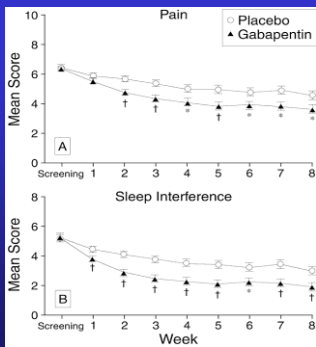 Pain
Placebo
Gabapentin
Mean Score
10
8
6
4
2
0
† † * † * * *
A
Screening 1 2 3 4 5 6 7 8
Sleep Interference
Mean Score
8
6
4
2
0
† † † † † * † †
B
Screening 1 2 3 4 5 6 7 8
Week